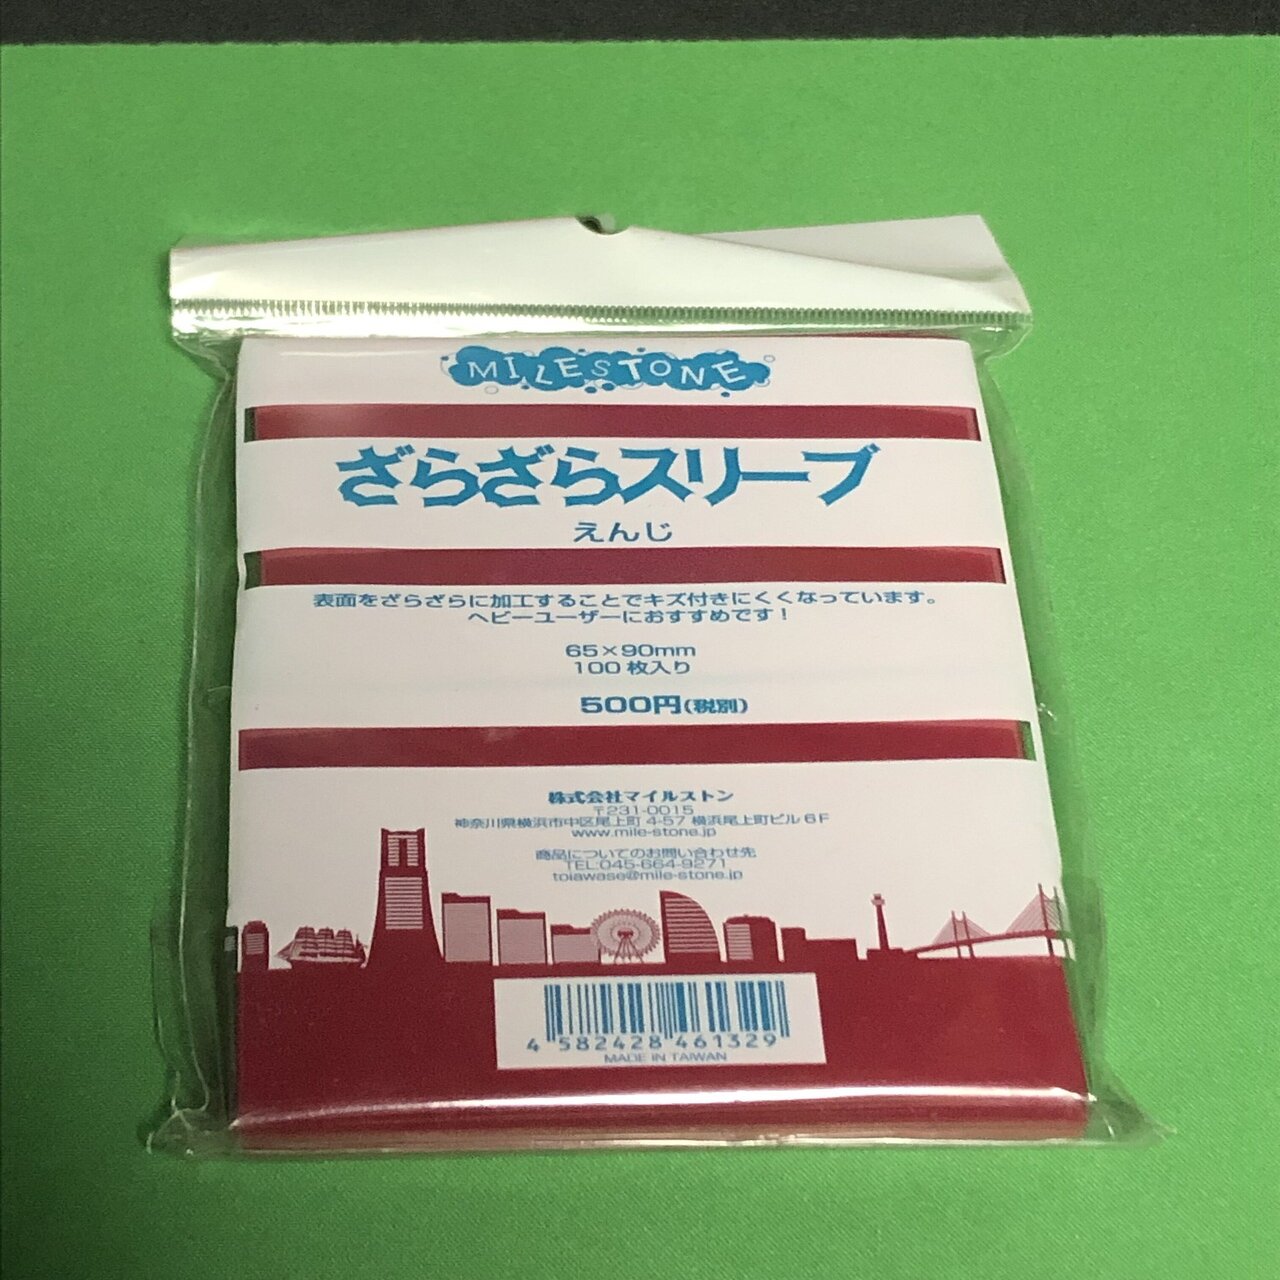 MILESTONE
ざらざらスリーブ
えんじ
表面をざらざらに加工することでキズ付きにくくなっています。
ヘビーユーザーにおすすめです！
65×90mm
100枚入り
500円(税別)
株式会社マイルストン
〒231-0015
神奈川県横浜市中区尾上町 4-57 横浜尾上町ビル 6F
www.mile-stone.jp
商品についてのお問い合わせ先
TEL:045-664-9271
toiawase@mile-stone.jp
4 582428 461329
MADE IN TAIWAN